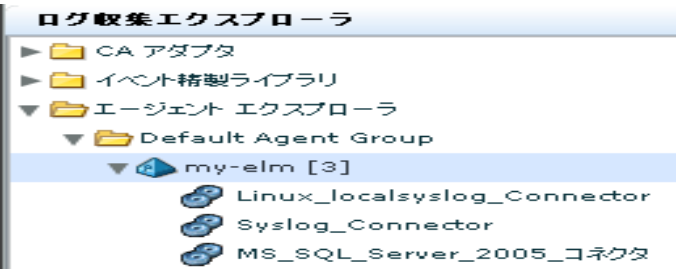 ログ収集エクスプローラ
CA アダプタ
イベント精製ライブラリ
エージェント エクスプローラ
Default Agent Group
my-elm [3]
Linux_localsyslog_Connector
Syslog_Connector
MS_SQL_Server_2005_コネクタ